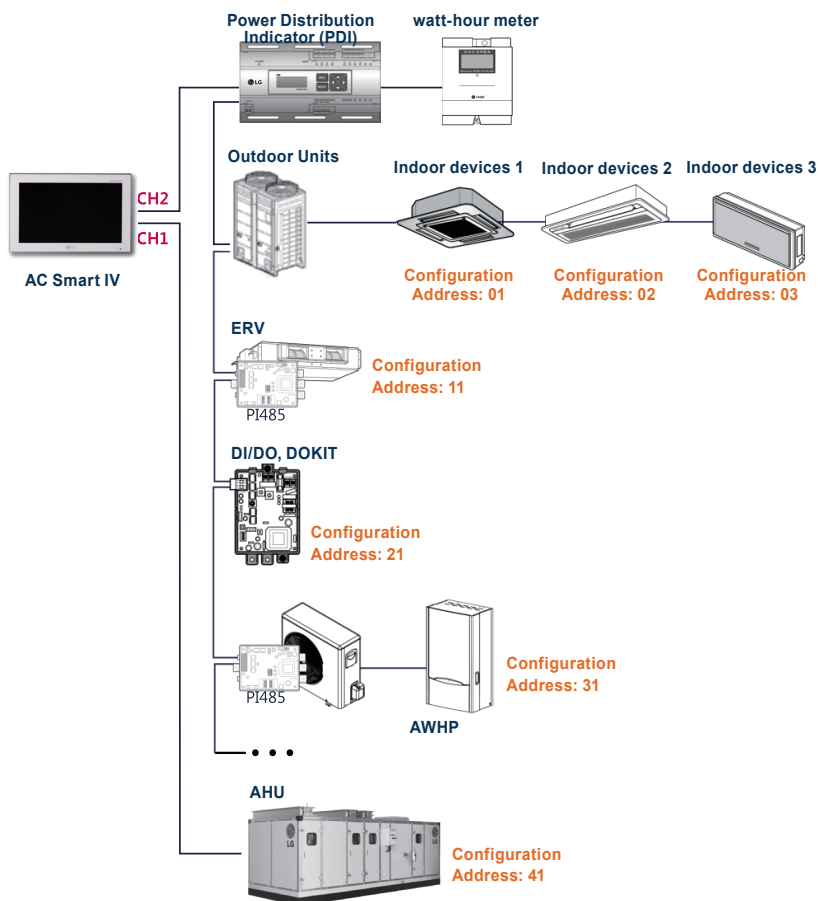 Power Distribution
Indicator (PDI)
watt-hour meter
LG
Outdoor Units
Indoor devices 1
Indoor devices 2
Indoor devices 3
CH2
CH1
AC Smart IV
Configuration
Address: 01
Configuration
Address: 02
Configuration
Address: 03
ERV
Configuration
Address: 11
PI485
DI/DO, DOKIT
Configuration
Address: 21
PI485
Configuration
Address: 31
AWHP
AHU
LG
Configuration
Address: 41